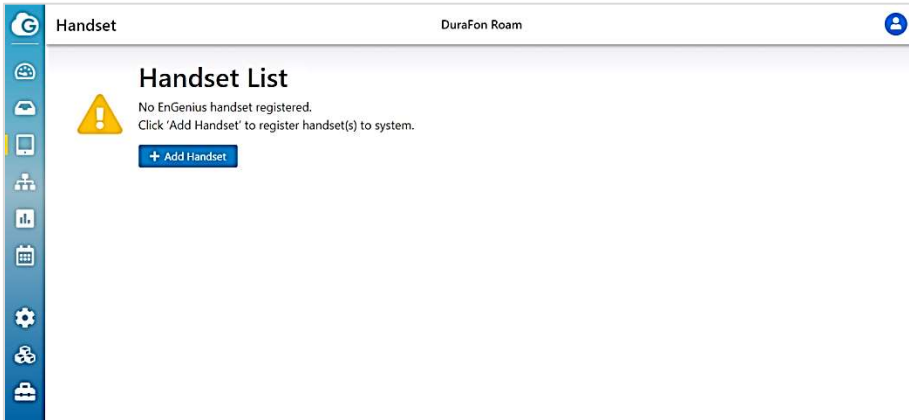 Handset
DuraFon Roam
Handset List
No EnGenius handset registered.
Click 'Add Handset' to register handset(s) to system.
+ Add Handset